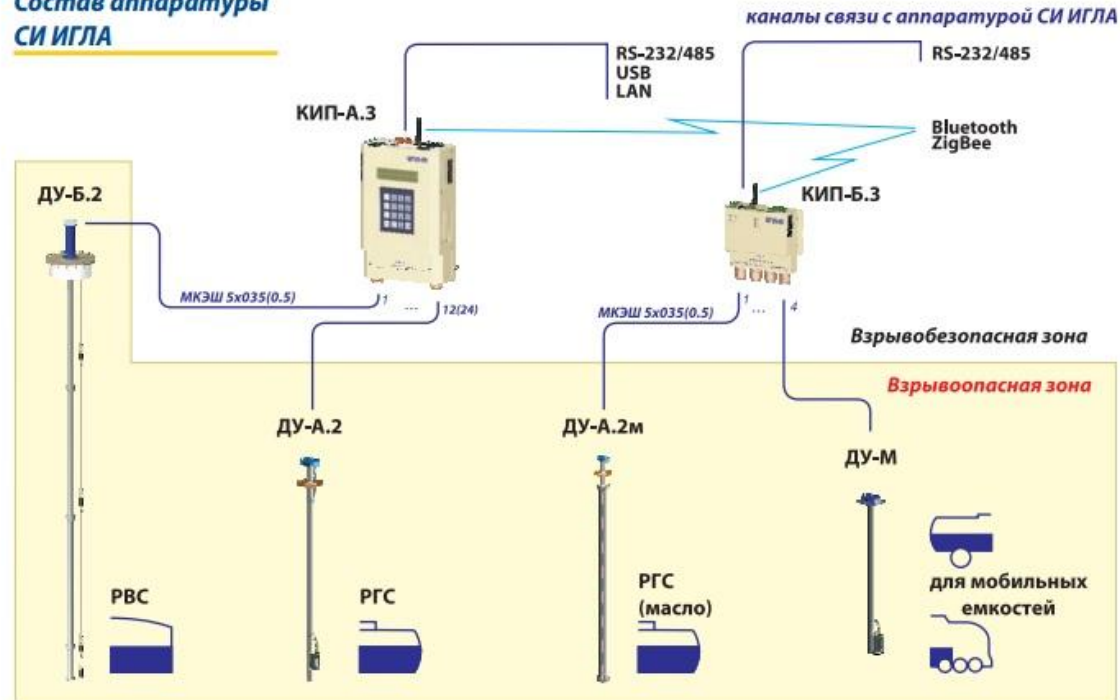 Состав аппаратуры
СИ ИГЛА
каналы связи с аппаратурой СИ ИГЛА
RS-232/485
USB
LAN
RS-232/485
КИП-А.3
Bluetooth
ZigBee
ДУ-Б.2
КИП-Б.3
МКЭШ 5х035(0.5)
1
...
12(24)
МКЭШ 5х035(0.5)
1
...
4
Взрывобезопасная зона
Взрывоопасная зона
ДУ-А.2
ДУ-А.2м
ДУ-М
РВС
РГС
РГС
(масло)
для мобильных
емкостей